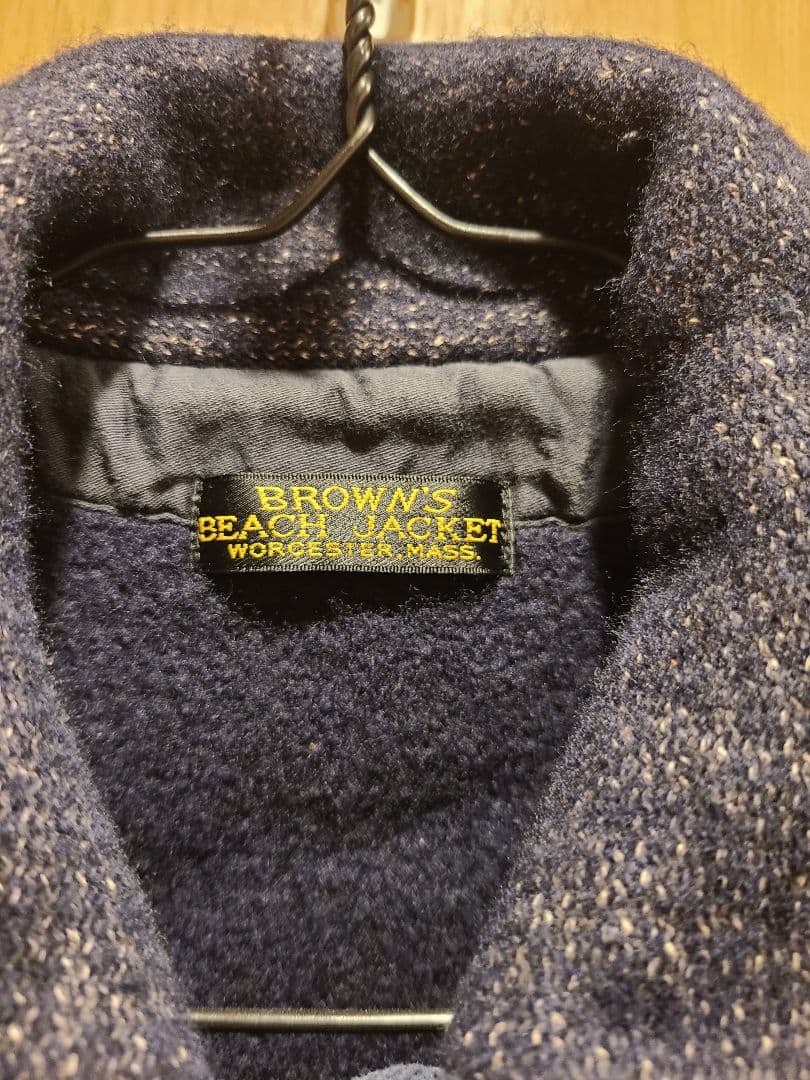 BROWN'S
BEACH JACKET
WORCESTER, MASS.